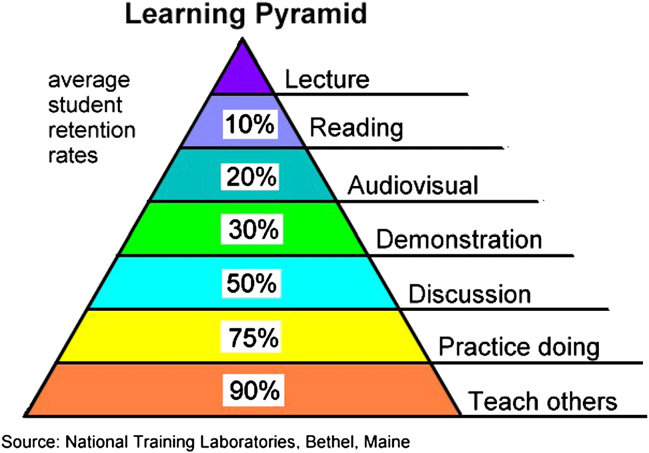 Learning Pyramid
average
student
retention
rates
Lecture
10% Reading
20% Audiovisual
30% Demonstration
50% Discussion
75% Practice doing
90% Teach others
Source: National Training Laboratories, Bethel, Maine